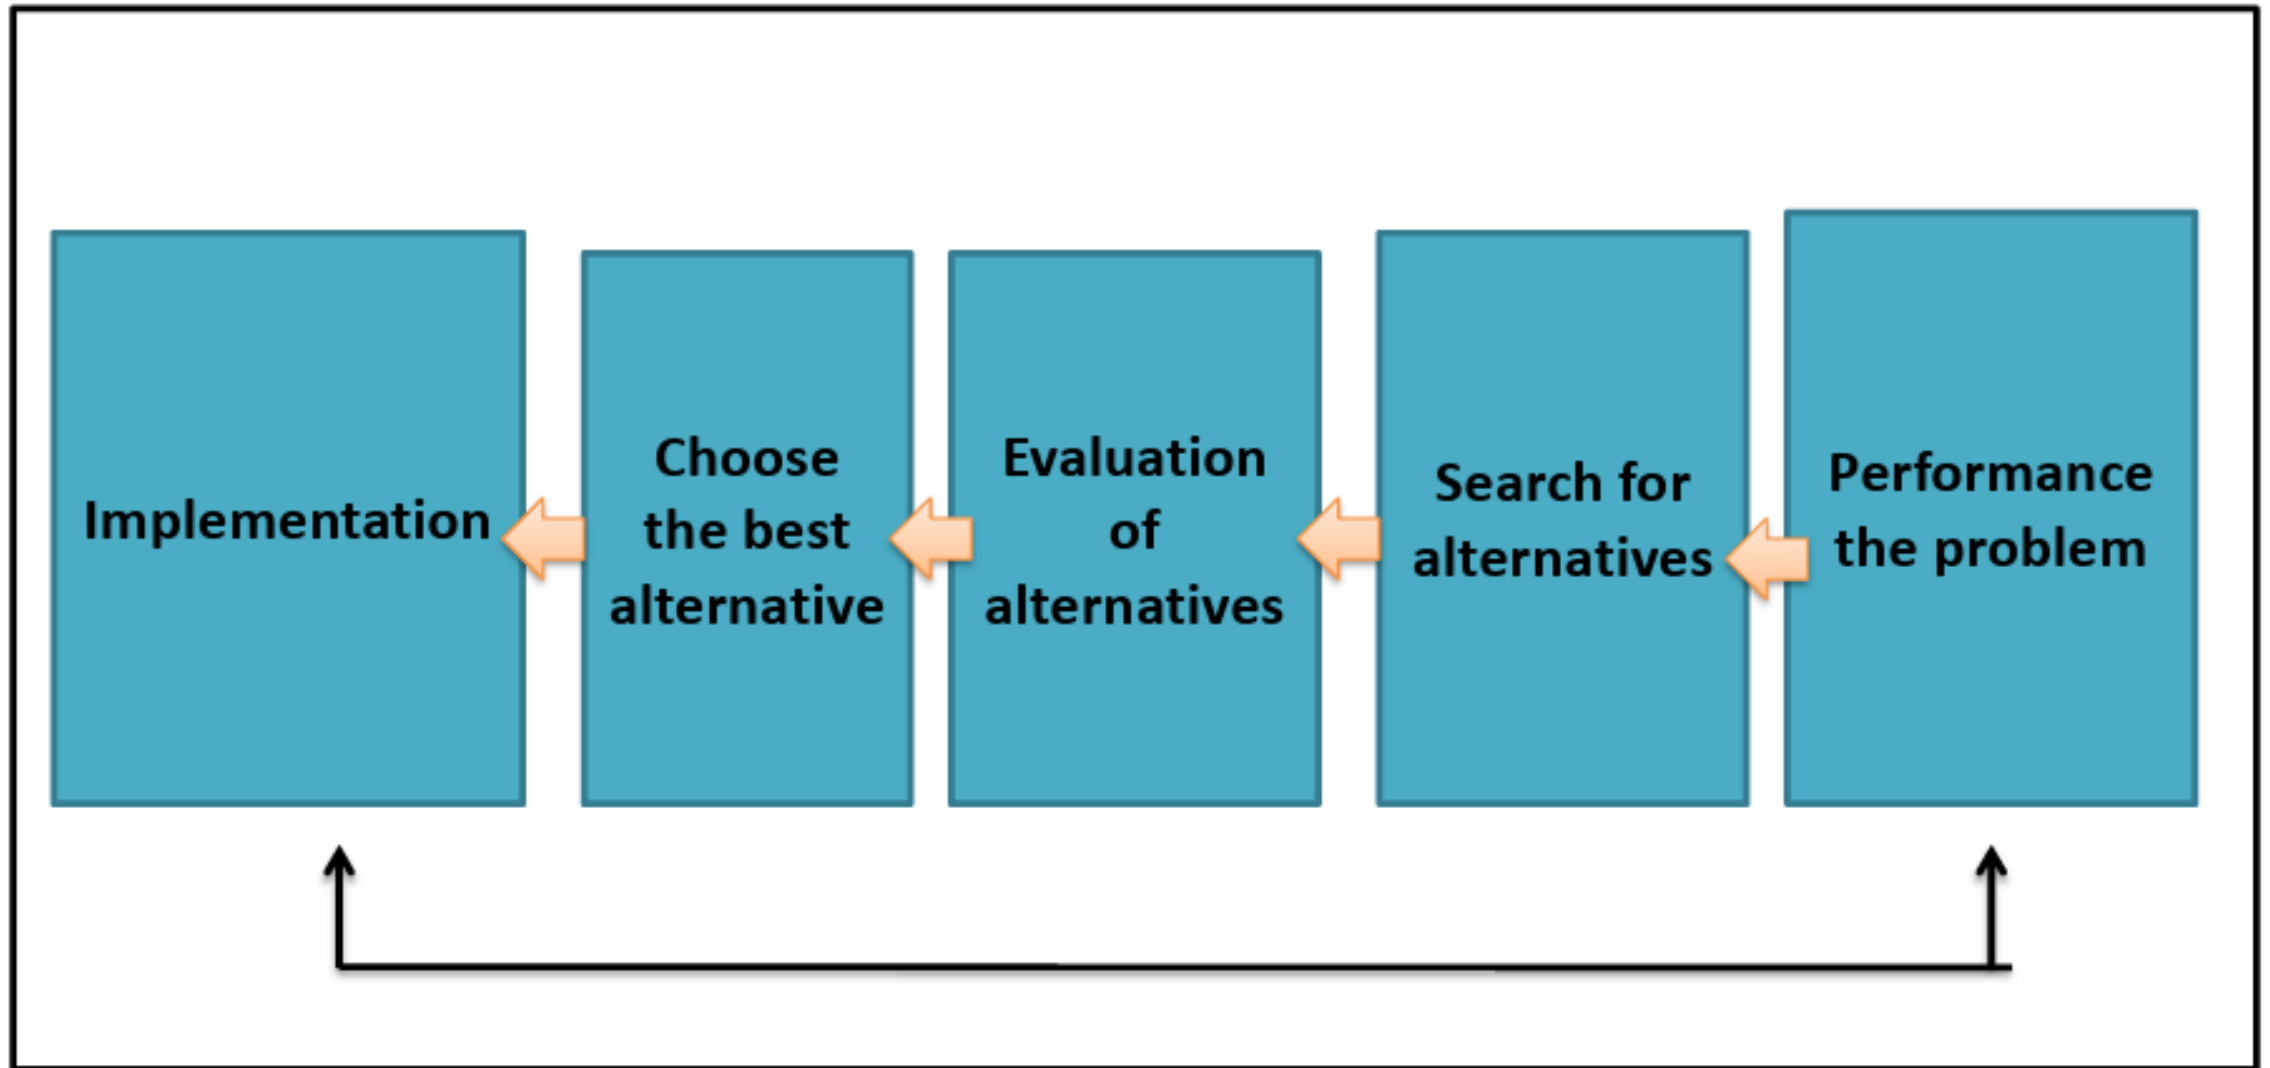 Implementation
Choose
the best
alternative
Evaluation
of
alternatives
Search for
alternatives
Performance
the problem